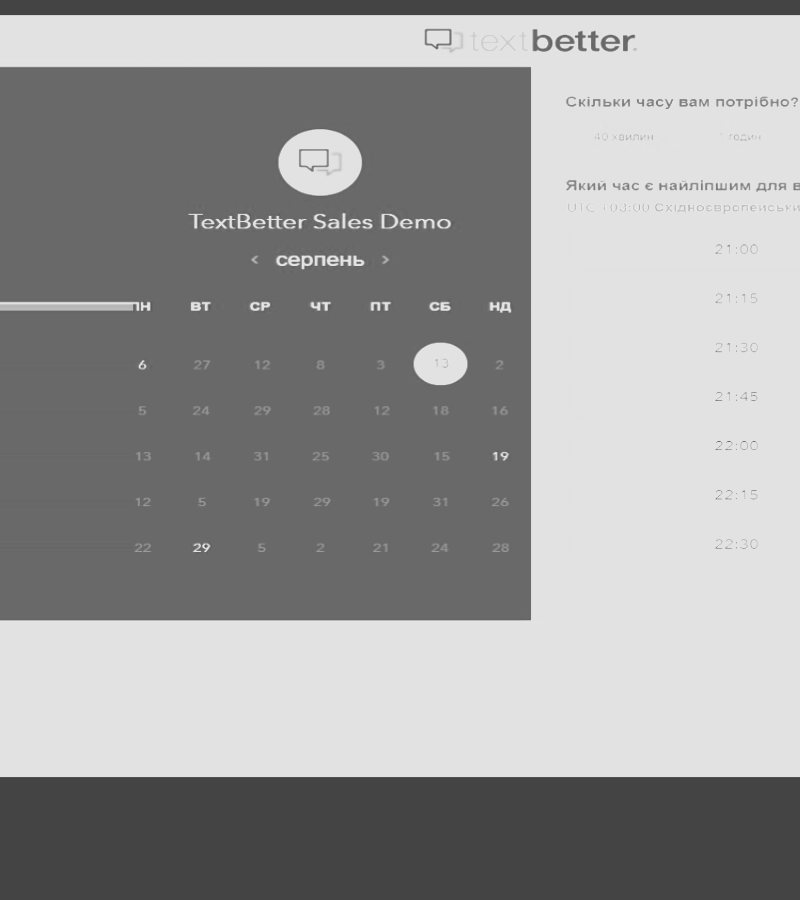 textbetter.
TextBetter Sales Demo
‹ серпень ›
ПН ВТ СР ЧТ ПТ СБ НД
6 27 12 8 3 13 2
5 24 29 28 12 18 16
13 14 31 25 30 15 19
12 5 19 29 19 31 26
22 29 5 2 21 24 28
Скільки часу вам потрібно?
40 хвилин годин
Який час є найліпшим для в
UTC +03:00 Східноєвропейськи
21:00
21:15
21:30
21:45
22:00
22:15
22:30